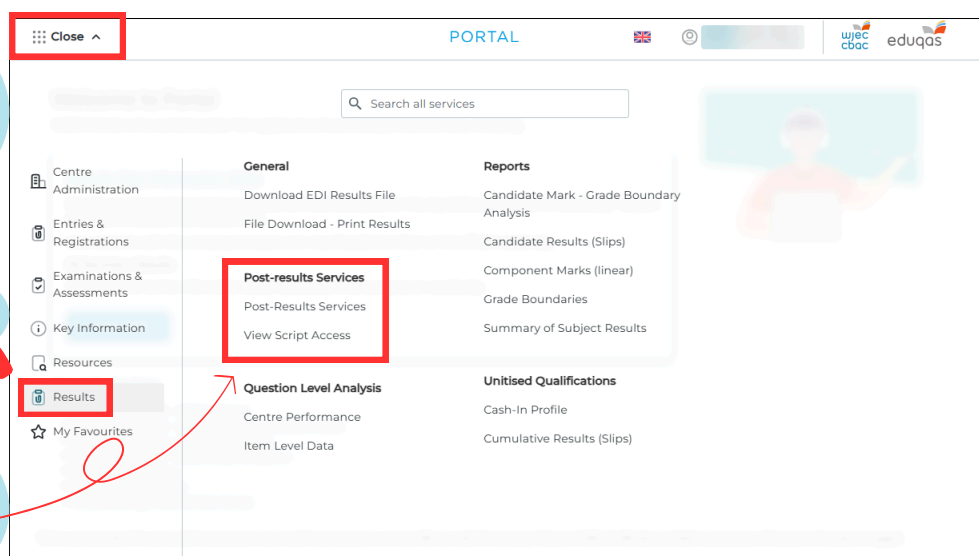 Close
PORTAL
wjec
cbac
eduqas
Search all services
Centre
Administration
Entries &
Registrations
Examinations &
Assessments
Key Information
Resources
Results
My Favourites
General
Download EDI Results File
File Download - Print Results
Post-results Services
Post-Results Services
View Script Access
Question Level Analysis
Centre Performance
Item Level Data
Reports
Candidate Mark - Grade Boundary
Analysis
Candidate Results (Slips)
Component Marks (linear)
Grade Boundaries
Summary of Subject Results
Unitised Qualifications
Cash-In Profile
Cumulative Results (Slips)